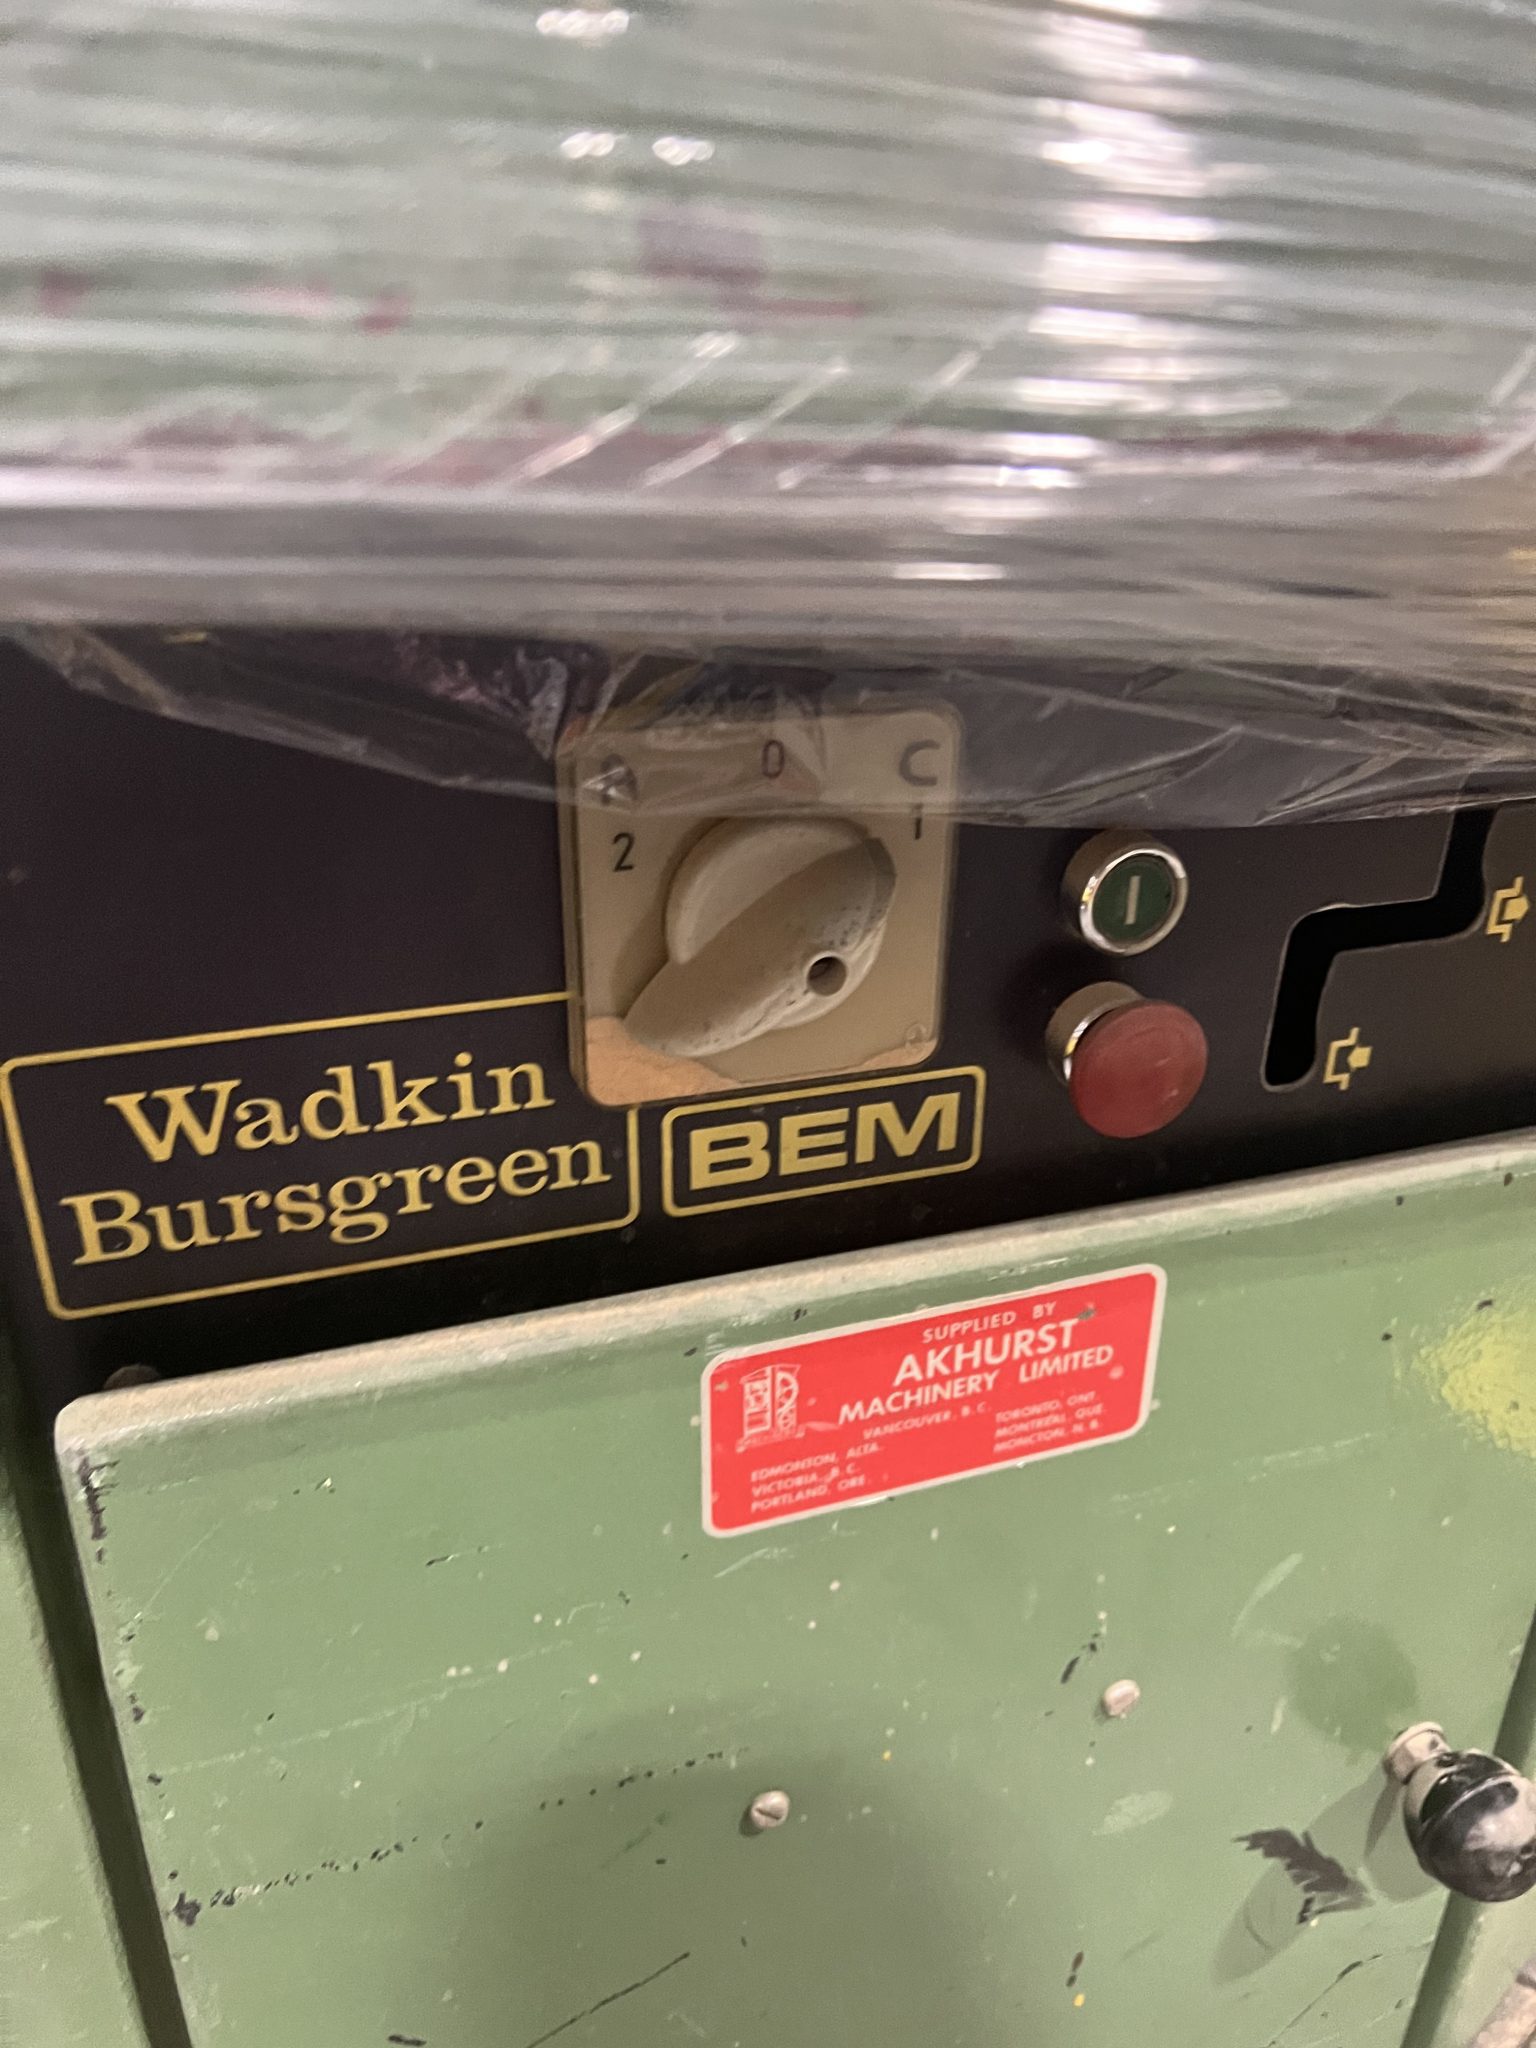 0
C
2
1
Wadkin
Bursgreen
BEM
SUPPLIED BY
AKHURST
MACHINERY LIMITED
VANCOUVER, B.C.
EDMONTON, ALTA.
VICTORIA, B.C.
PORTLAND, ORE.
TORONTO, ONT.
MONTREAL, QUE.
MONCTON, N.B.